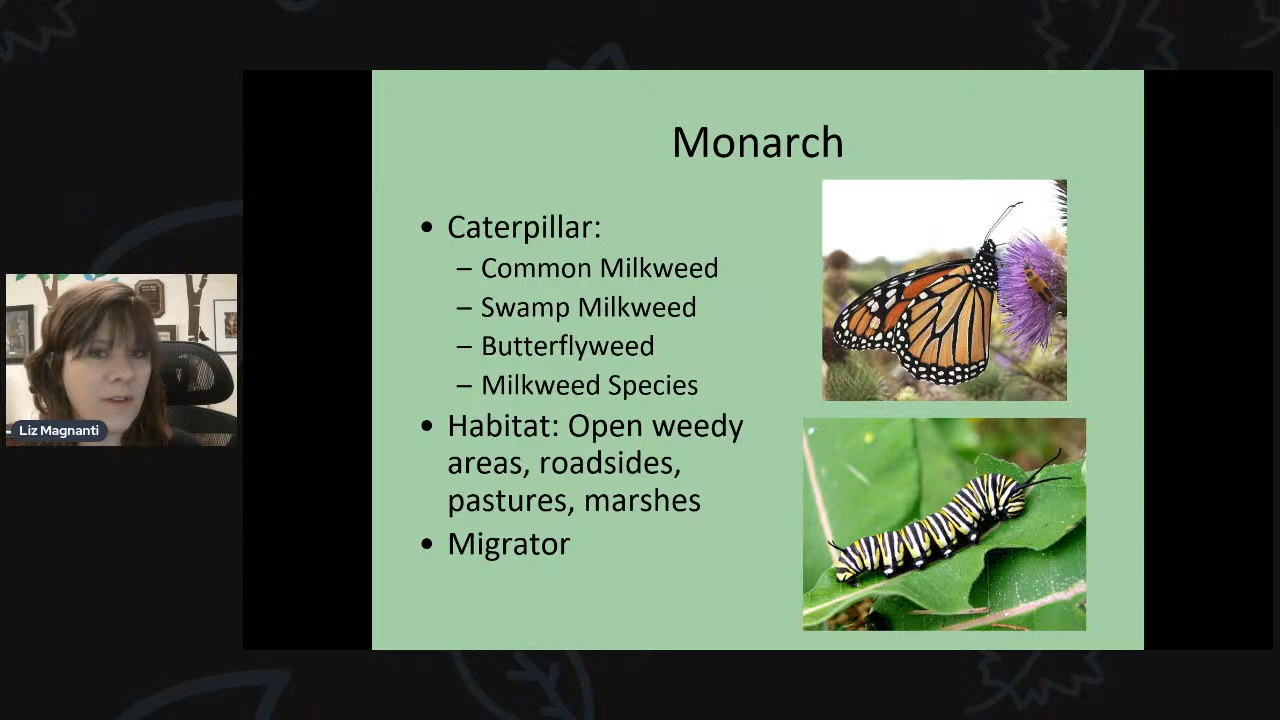 Monarch
• Caterpillar:
– Common Milkweed
– Swamp Milkweed
– Butterflyweed
– Milkweed Species
• Habitat: Open weedy
areas, roadsides,
pastures, marshes
• Migrator
Liz Magnanti